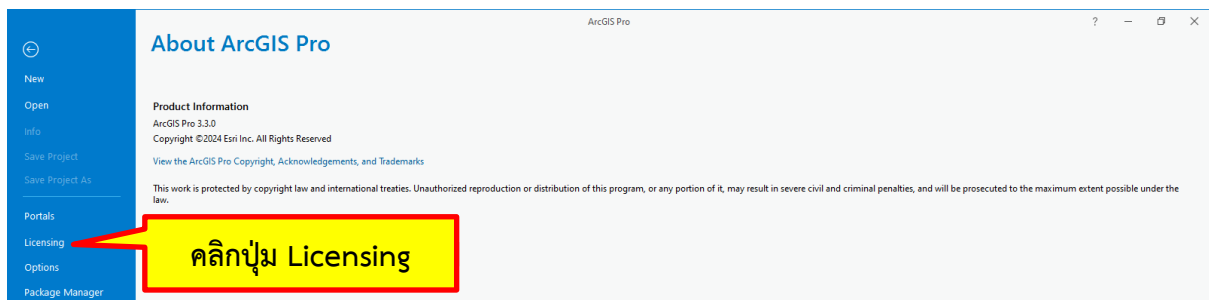 ArcGIS Pro
?
About ArcGIS Pro
New
Open
Info
Save Project
Save Project As
Portals
Licensing
Options
Package Manager
Product Information
ArcGIS Pro 3.3.0
Copyright ©2024 Esri Inc. All Rights Reserved
View the ArcGIS Pro Copyright, Acknowledgements, and Trademarks
This work is protected by copyright law and international treaties. Unauthorized reproduction or distribution of this program, or any portion of it, may result in severe civil and criminal penalties, and will be prosecuted to the maximum extent possible under the
law.
คลิกปุ่ม Licensing